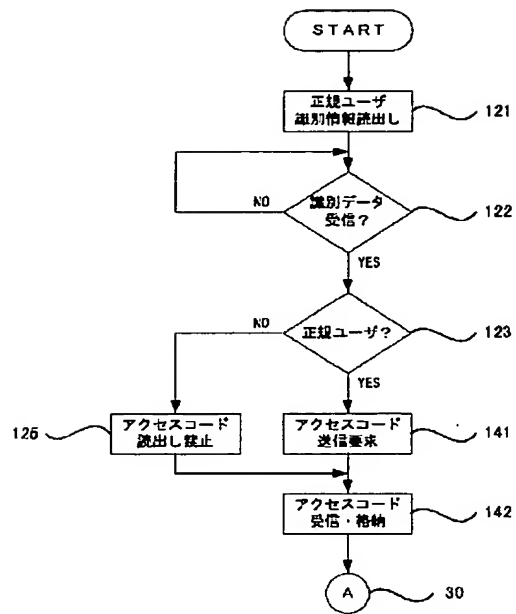 START
正規ユーザ
識別情報読出し
121
識別データ
受信？
NO
122
YES
正規ユーザ？
NO
123
YES
アクセスコード
読出し禁止
125
アクセスコード
送信要求
141
アクセスコード
受信・格納
142
A
30